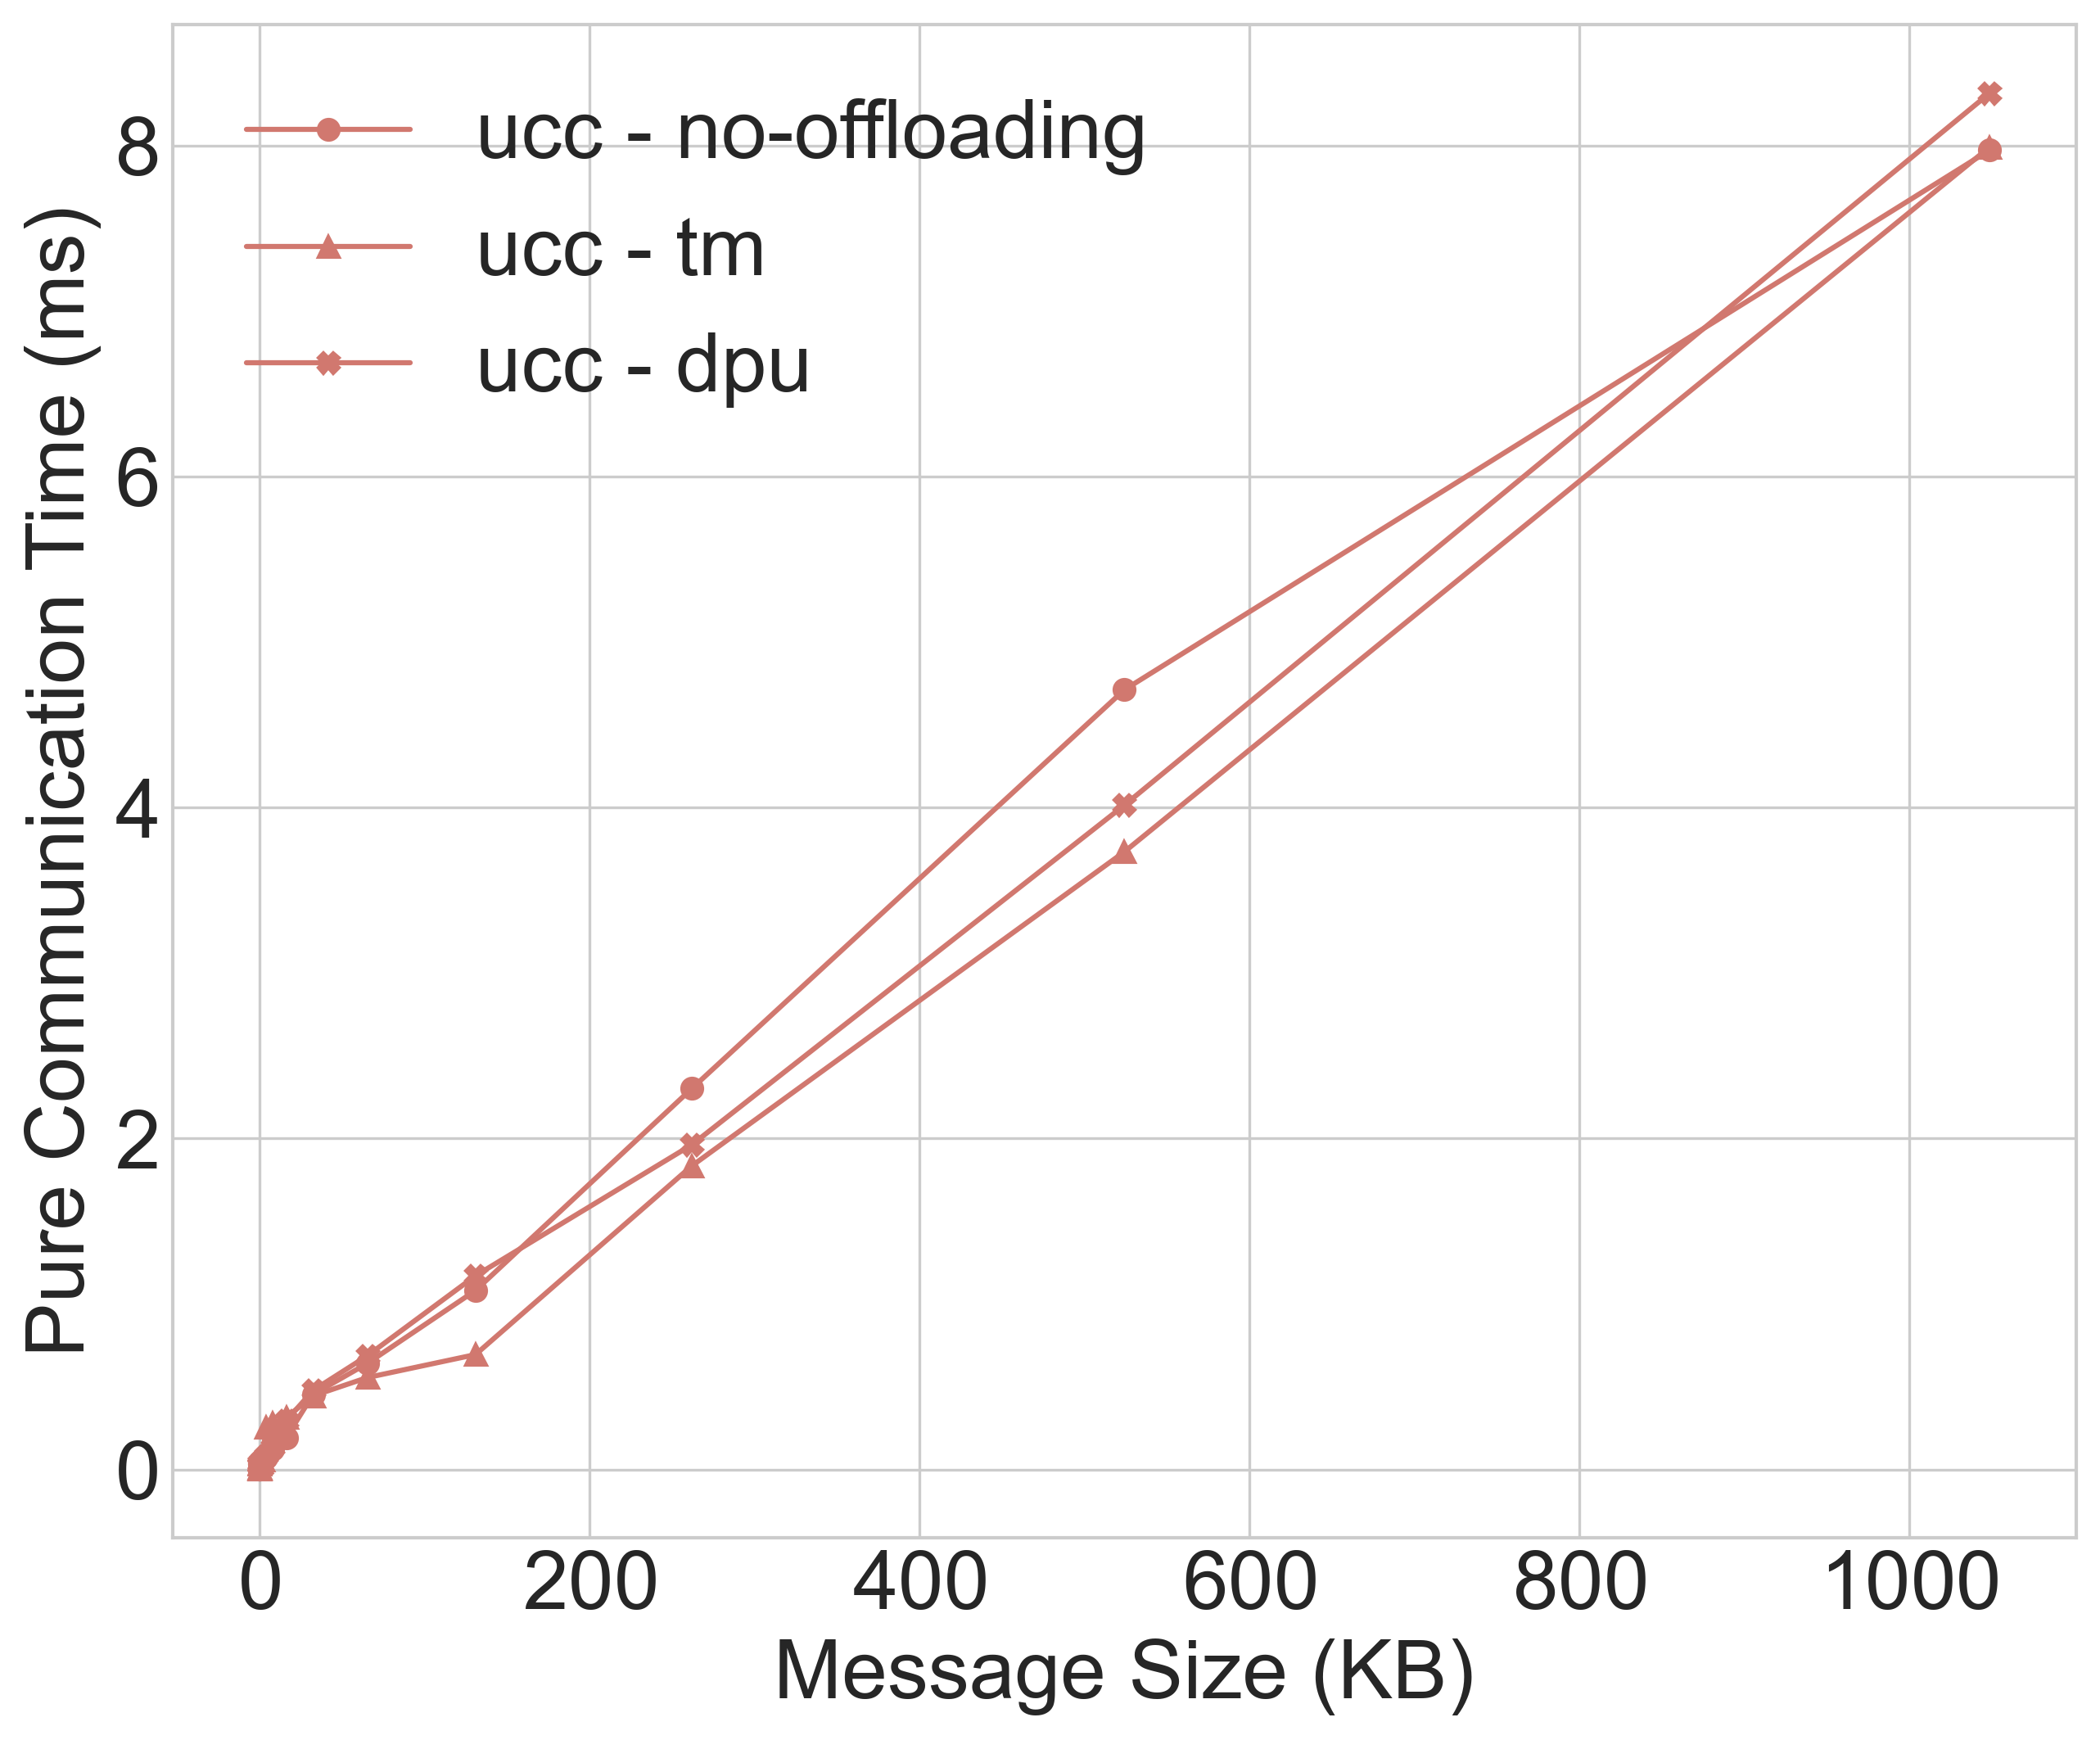 ucc - no-offloading
ucc - tm
ucc - dpu
Pure Communication Time (ms)
8
6
4
2
0
0 200 400 600 800 1000
Message Size (KB)